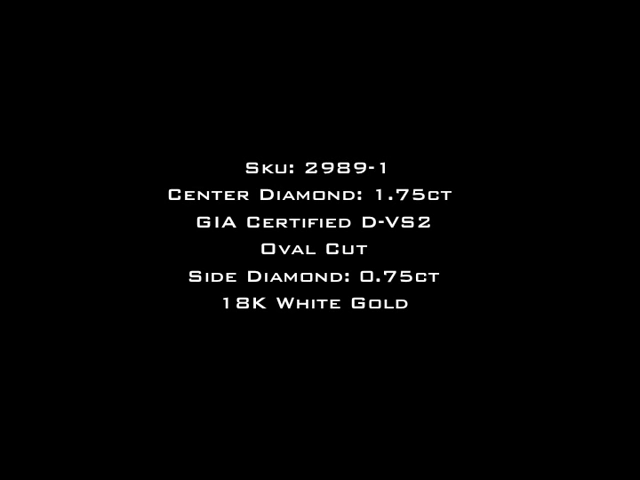 Sku: 2989-1
Center Diamond: 1.75ct
GIA Certified D-VS2
Oval Cut
Side Diamond: 0.75ct
18K White Gold